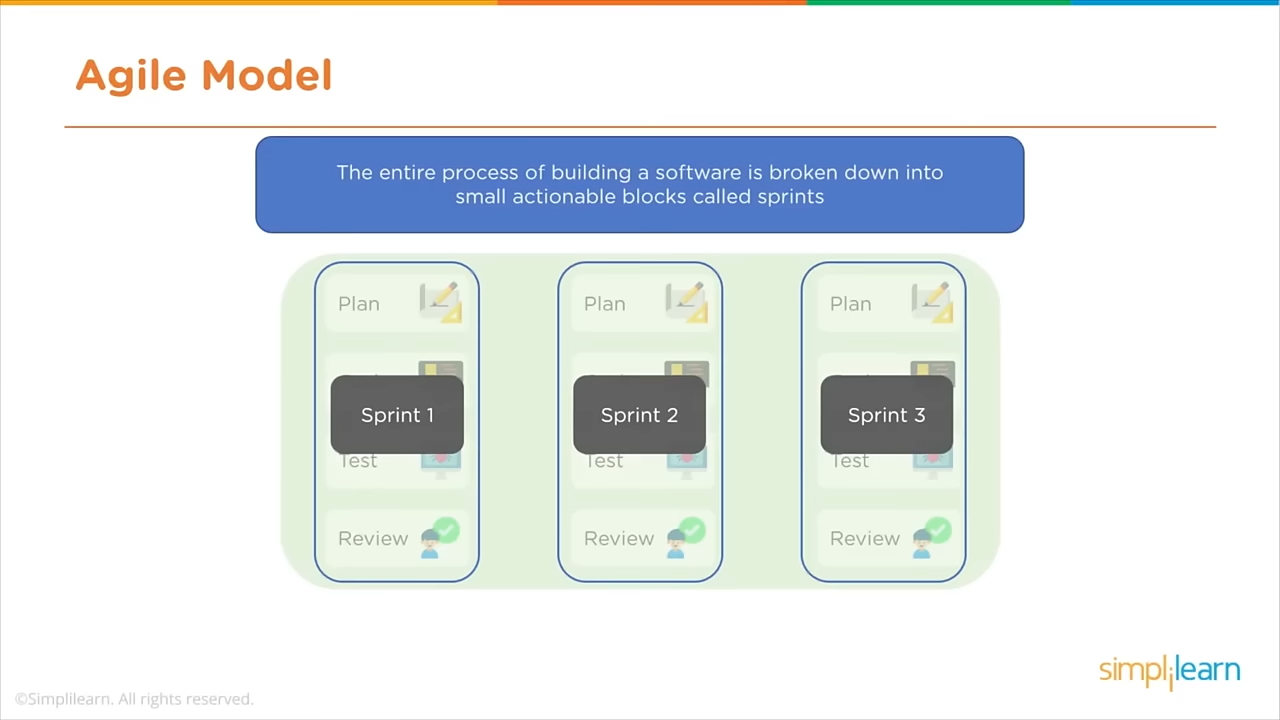 Agile Model
The entire process of building a software is broken down into
small actionable blocks called sprints
Plan
Plan
Plan
Sprint 1
Sprint 2
Sprint 3
Test
Test
Test
Review
Review
Review
simplilearn
©Simplilearn. All rights reserved.